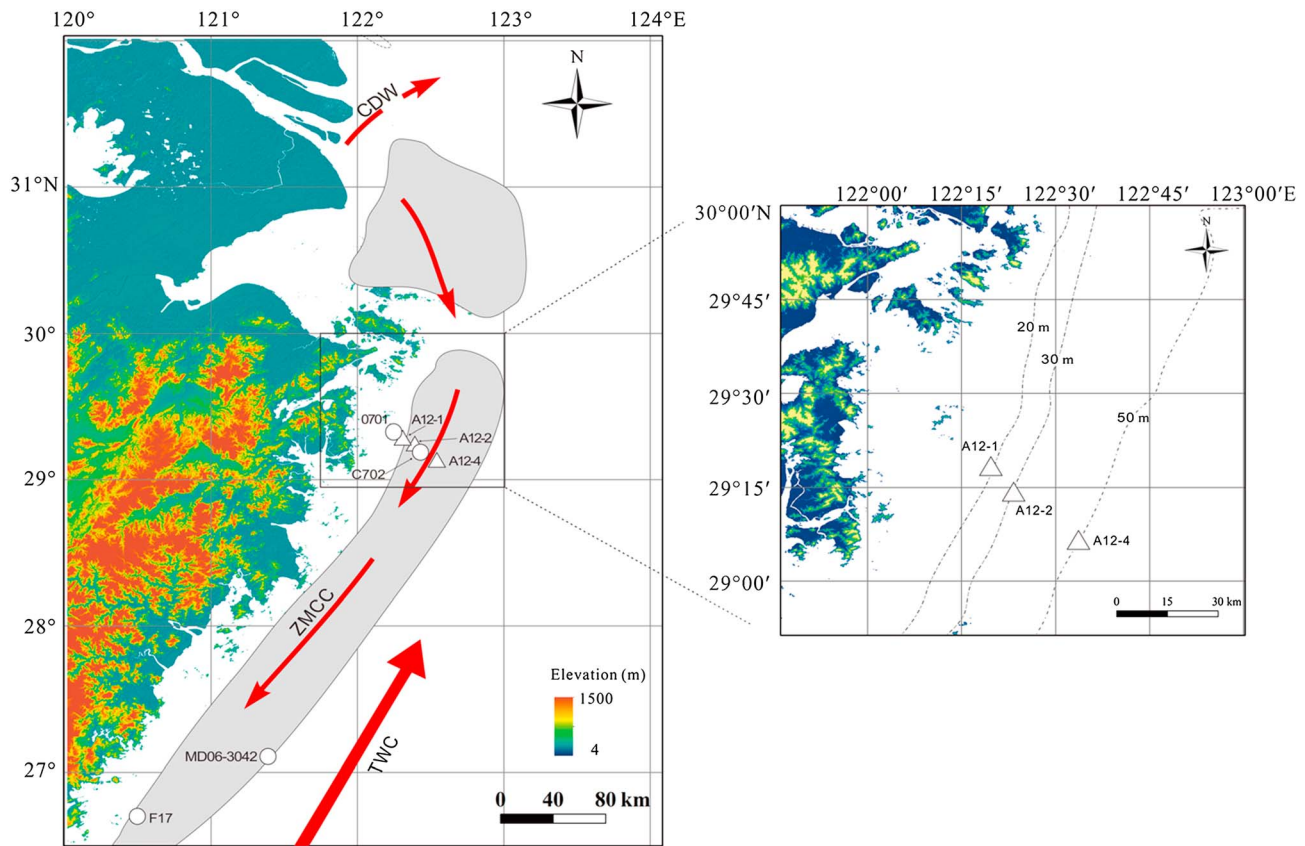 120° 121° 122° 123° 124°E
N
CDW
31°N
30°
0701
A12-1
A12-2
C702
A12-4
29°
ZMCC
28°
Elevation (m)
1500
4
TWC
MD06-3042
27°
0 40 80 km
F17
122°00′ 122°15′ 122°30′ 122°45′ 123°00′E
30°00′N
N
29°45′
20 m
30 m
29°30′
50 m
A12-1
29°15′
A12-2
A12-4
29°00′
0 15 30 km